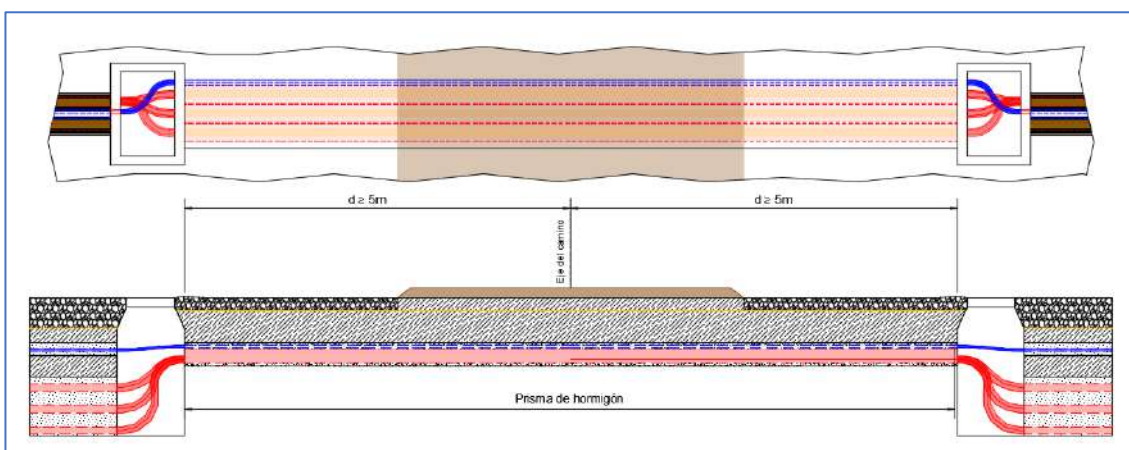 d ≥ 5m
d ≥ 5m
Eje del camino
Prisma de hormigón